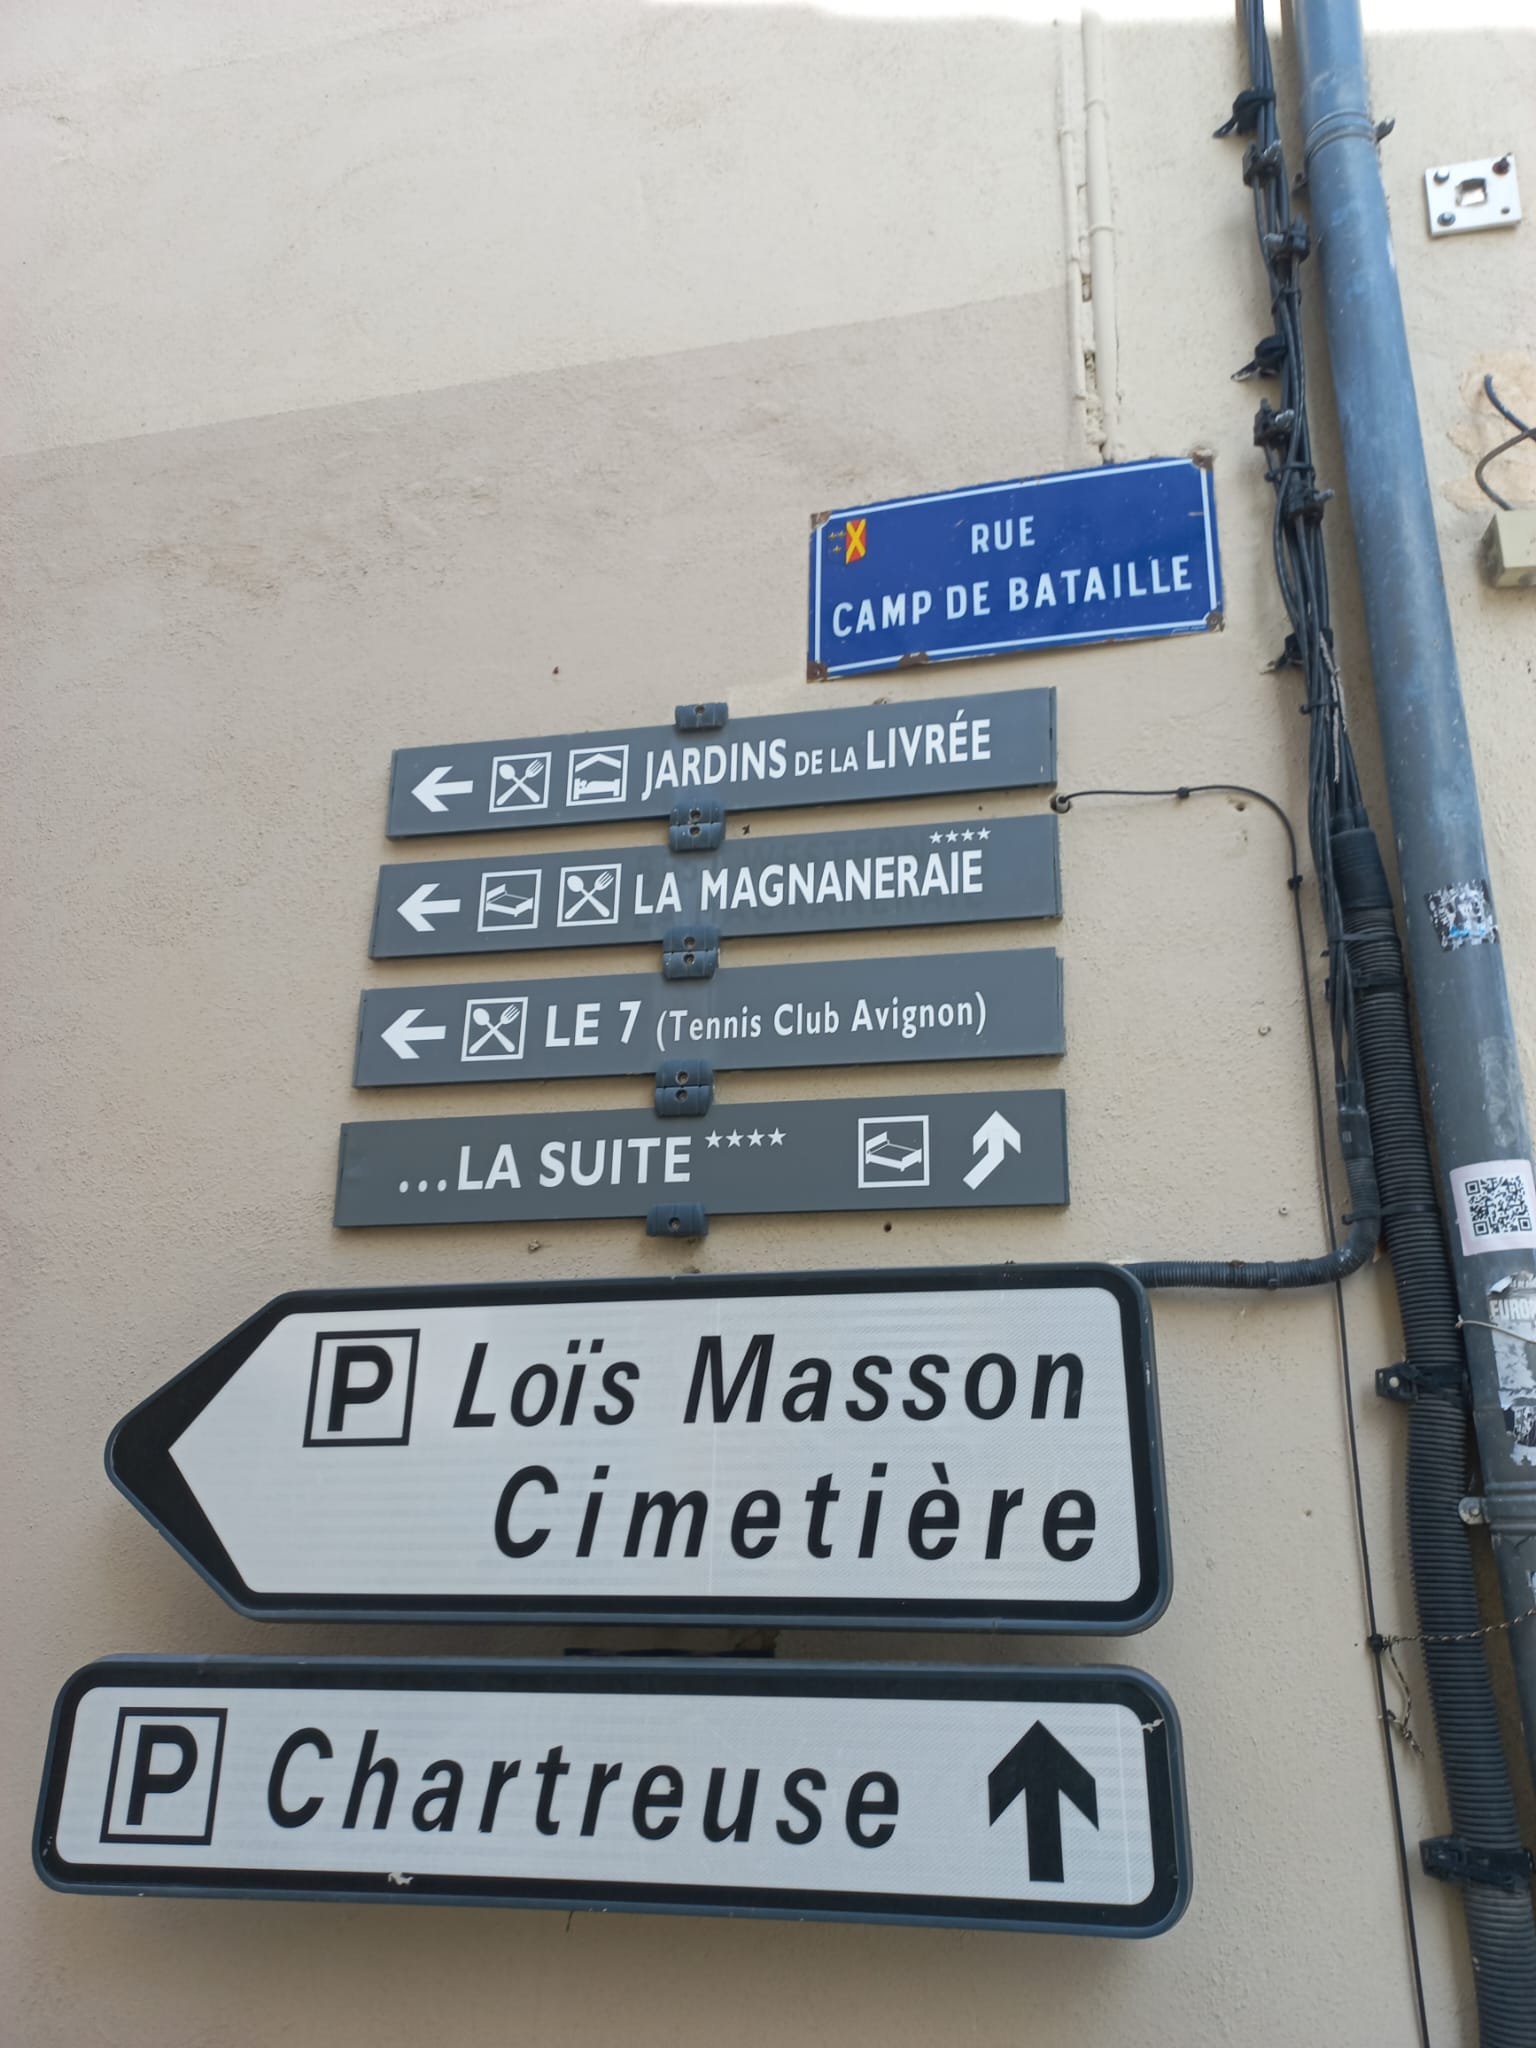 RUE
CAMP DE BATAILLE
JARDINS DE LA LIVRÉE
LA MAGNANERAIE
LE 7 (Tennis Club Avignon)
...LA SUITE
P Loïs Masson
Cimetière
P Chartreuse
EURO